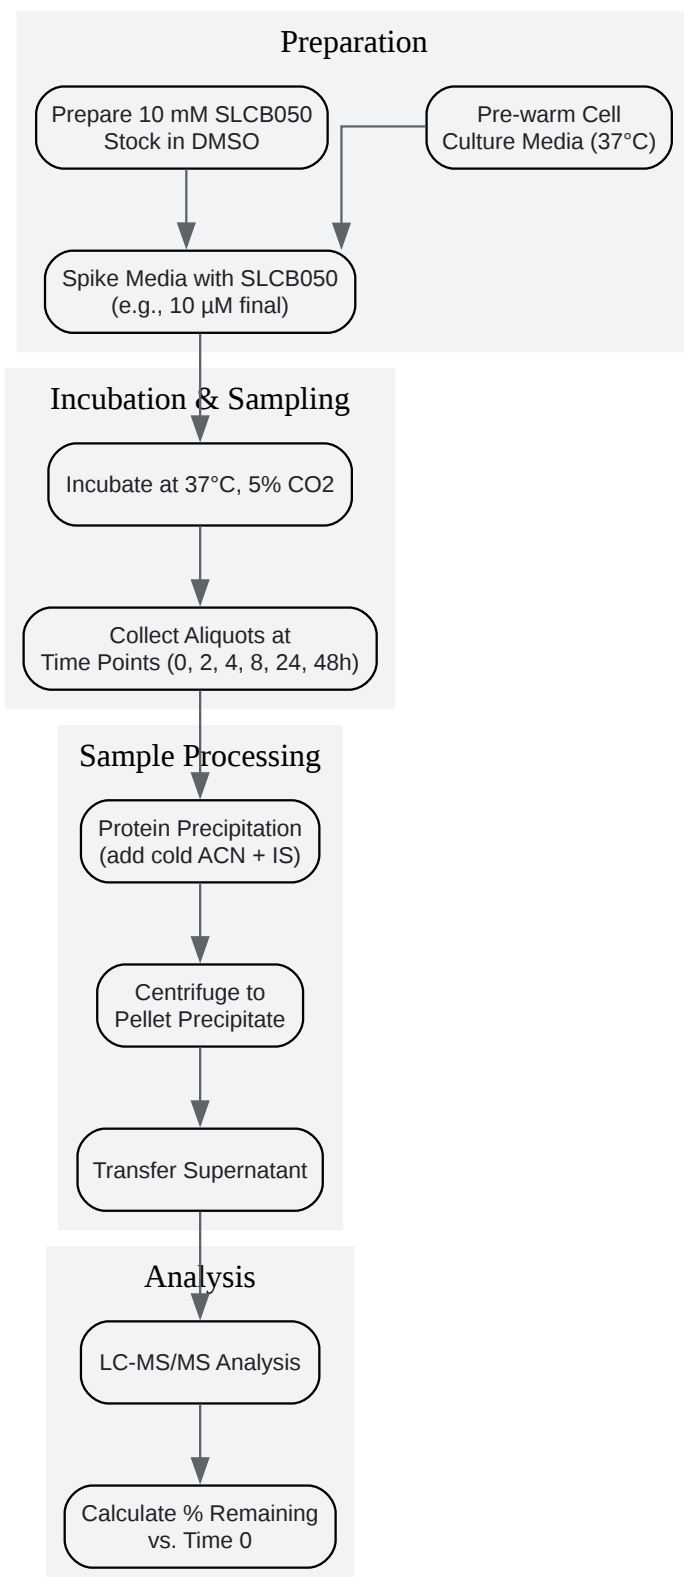 Preparation
Prepare 10 mM SLCB050
Stock in DMSO
Pre-warm Cell
Culture Media (37°C)
Spike Media with SLCB050
(e.g., 10 µM final)
Incubation & Sampling
Incubate at 37°C, 5% CO2
Collect Aliquots at
Time Points (0, 2, 4, 8, 24, 48h)
Sample Processing
Protein Precipitation
(add cold ACN + IS)
Centrifuge to
Pellet Precipitate
Transfer Supernatant
Analysis
LC-MS/MS Analysis
Calculate % Remaining
vs. Time 0